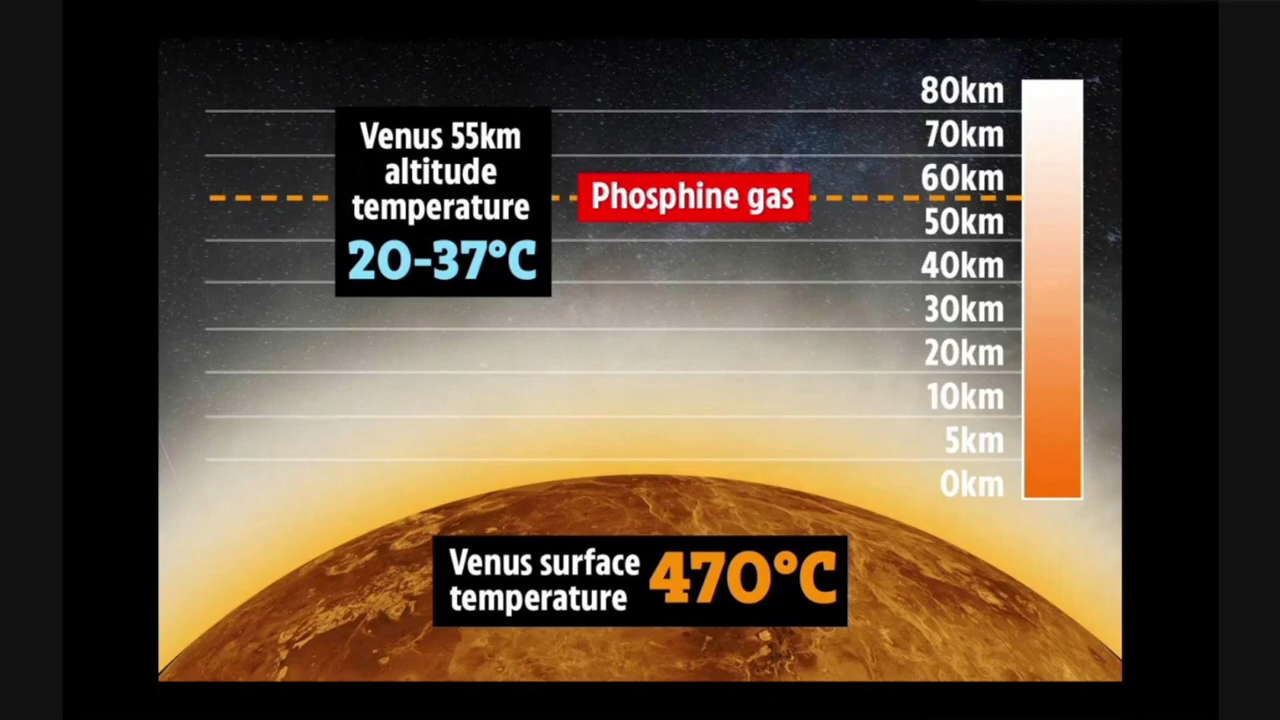 Venus 55km
altitude
temperature
20-37°C
Phosphine gas
80km
70km
60km
50km
40km
30km
20km
10km
5km
0km
Venus surface
temperature
470°C